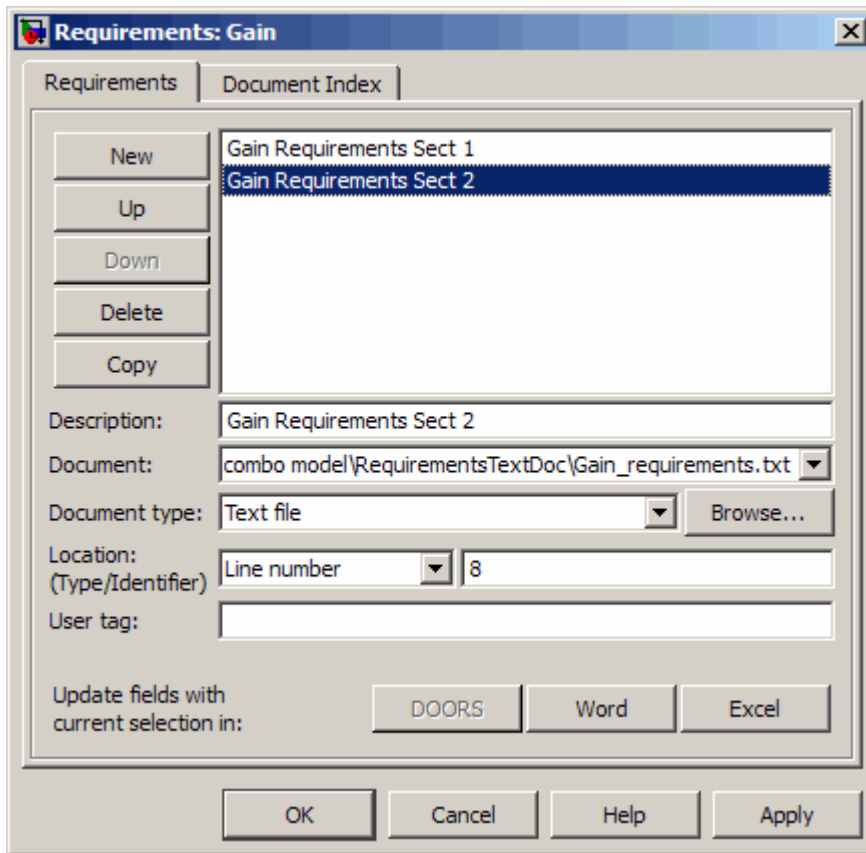 Requirements: Gain
Requirements
Document Index
New
Up
Down
Delete
Copy
Gain Requirements Sect 1
Gain Requirements Sect 2
Description:
Gain Requirements Sect 2
Document:
combo model\RequirementsTextDoc\Gain_requirements.txt
Document type:
Text file
Browse...
Location:
(Type/Identifier)
Line number
8
User tag:
Update fields with
current selection in:
DOORS
Word
Excel
OK
Cancel
Help
Apply